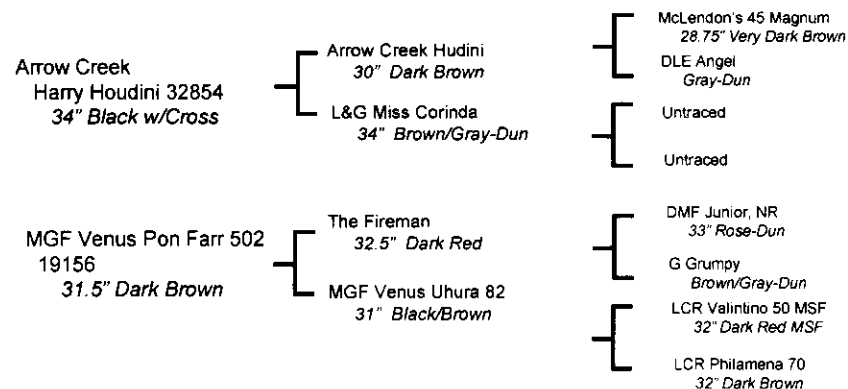 Arrow Creek
Harry Houdini 32854
34" Black w/Cross
Arrow Creek Hudini
30" Dark Brown
L&G Miss Corinda
34" Brown/Gray-Dun
McLendon's 45 Magnum
28.75" Very Dark Brown
DLE Angel
Gray-Dun
Untraced
Untraced
MGF Venus Pon Farr 502
19156
31.5" Dark Brown
The Fireman
32.5" Dark Red
MGF Venus Uhura 82
31" Black/Brown
DMF Junior, NR
33" Rose-Dun
G Grumpy
Brown/Gray-Dun
LCR Valintino 50 MSF
32" Dark Red MSF
LCR Philamena 70
32" Dark Brown